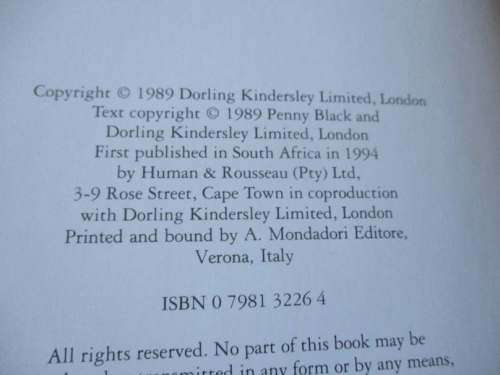 Copyright © 1989 Dorling Kindersley Limited, London
Text copyright © 1989 Penny Black and
Dorling Kindersley Limited, London
First published in South Africa in 1994
by Human & Rousseau (Pty) Ltd,
3-9 Rose Street, Cape Town in coproduction
with Dorling Kindersley Limited, London
Printed and bound by A. Mondadori Editore,
Verona, Italy
ISBN 0 7981 3226 4
All rights reserved. No part of this book may be
transmitted in any form or by any means,